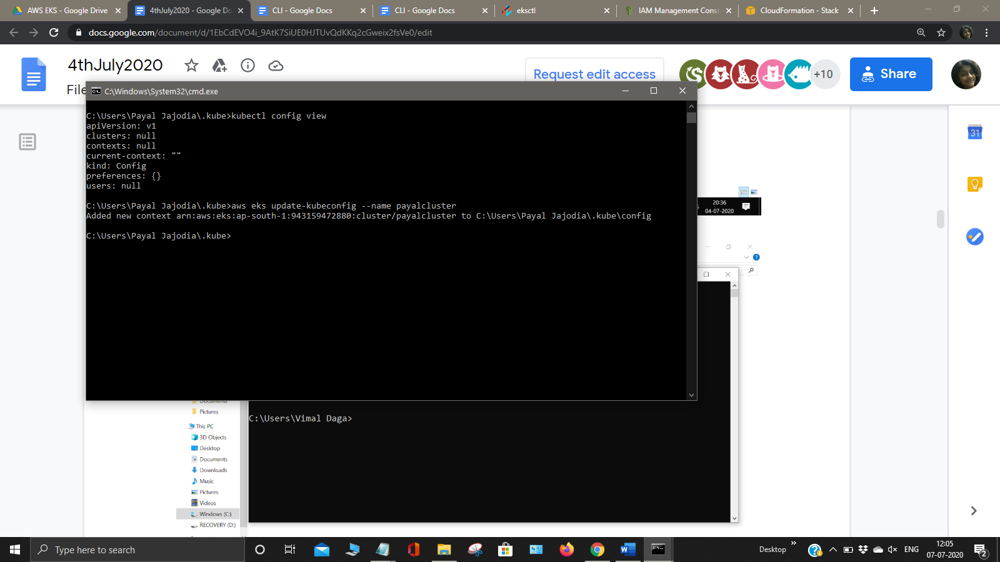 AWS EKS - Google Drive
4thJuly2020 - Google Do
CLI - Google Docs
CLI - Google Docs
eksctl
IAM Management Conso
CloudFormation - Stack
docs.google.com/document/d/1EbCdEVO4i_9AtK7SiUE0HJTUvQdKKq2cGweix2fsVe0/edit
4thJuly2020
Request edit access
+10
Share
File
C:\Windows\System32\cmd.exe
C:\Users\Payal Jajodia\.kube>kubectl config view
apiVersion: v1
clusters: null
contexts: null
current-context: ""
kind: Config
preferences: {}
users: null
C:\Users\Payal Jajodia\.kube>aws eks update-kubeconfig --name payalcluster
Added new context arn:aws:eks:ap-south-1:943159472880:cluster/payalcluster to C:\Users\Payal Jajodia\.kube\config
C:\Users\Payal Jajodia\.kube>
31
20:36
04-07-2020
Documents
Pictures
This PC
3D Objects
Desktop
Documents
Downloads
Music
Pictures
Videos
Windows (C:)
RECOVERY (D:)
C:\Users\Vimal Daga>
Type here to search
Desktop
ENG
12:05
07-07-2020
2